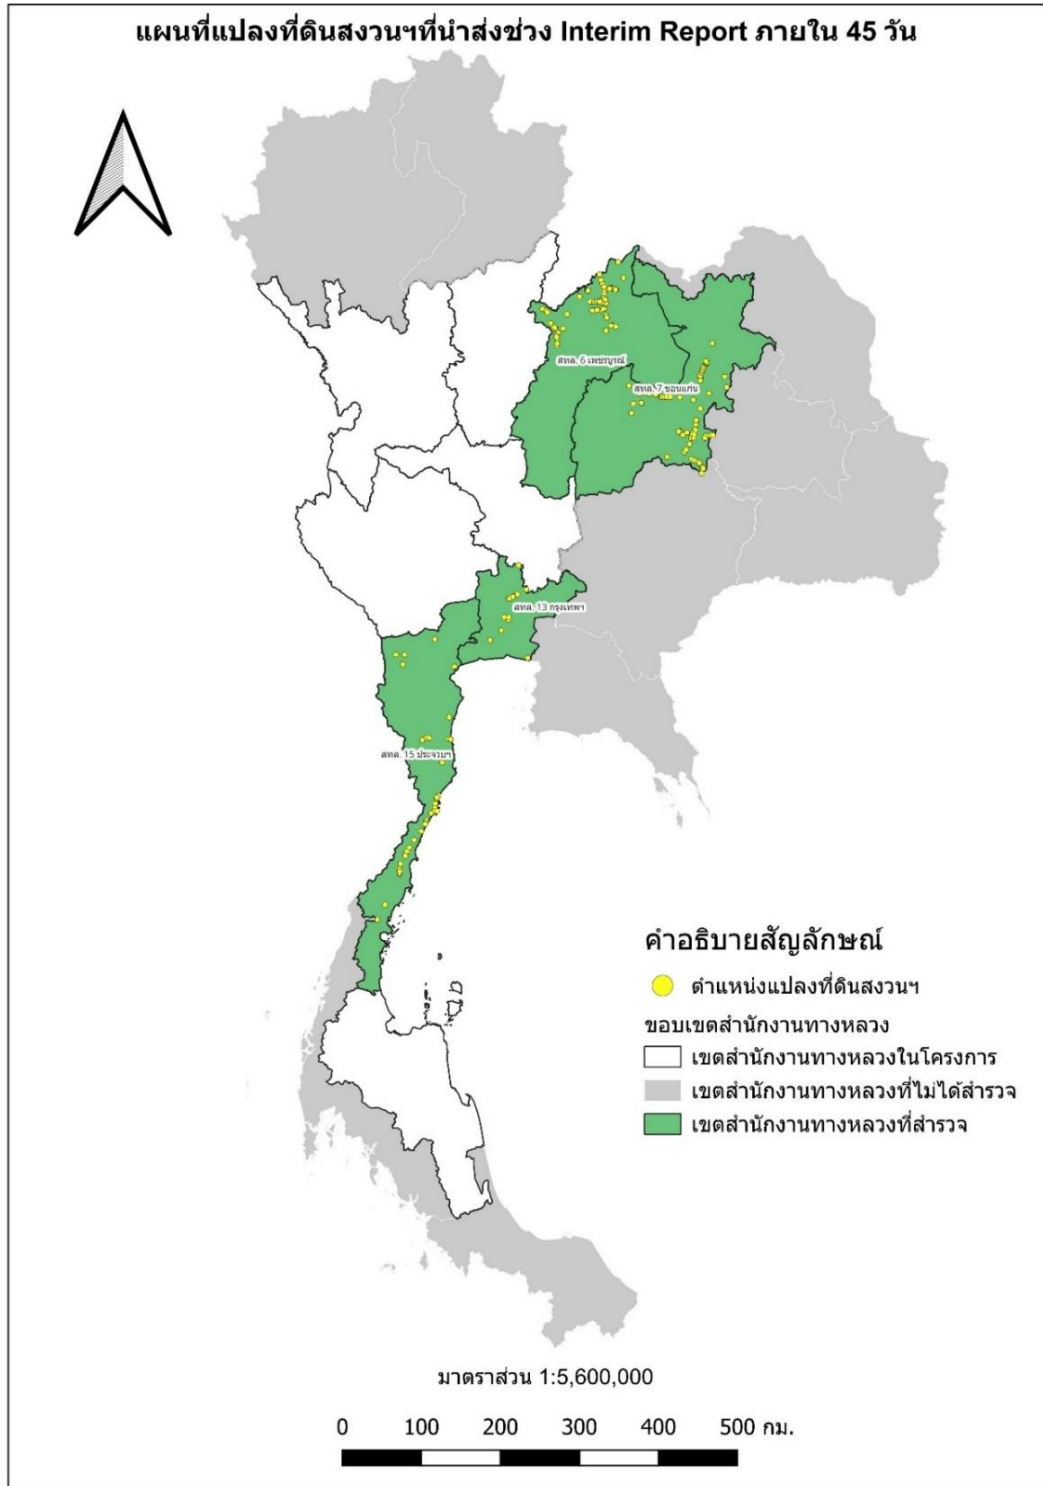 แผนที่แปลงที่ดินสงวนฯที่นำส่งช่วง Interim Report ภายใน 45 วัน
สทล. 6 เพชรบูรณ์
สทล. 7 ขอนแก่น
สทล. 13 กรุงเทพฯ
สทล. 15 ประจวบฯ
คำอธิบายสัญลักษณ์
ตำแหน่งแปลงที่ดินสงวนฯ
ขอบเขตสำนักงานทางหลวง
เขตสำนักงานทางหลวงในโครงการ
เขตสำนักงานทางหลวงที่ไม่ได้สำรวจ
เขตสำนักงานทางหลวงที่สำรวจ
มาตราส่วน 1:5,600,000
0 100 200 300 400 500 กม.